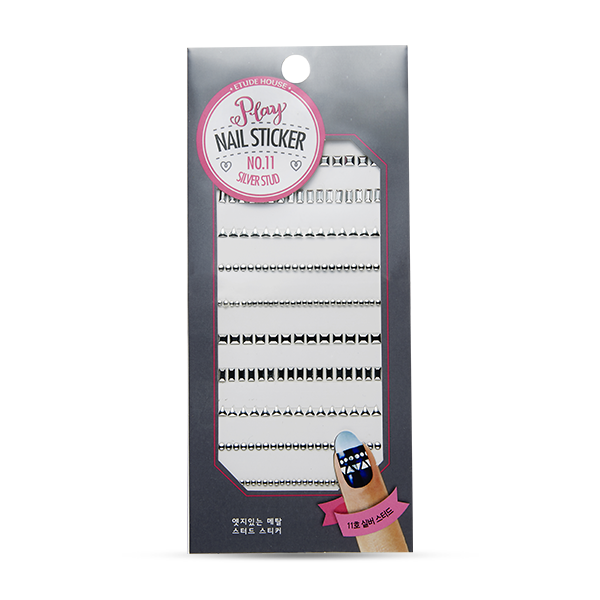 ETUDE HOUSE
Play
NAIL STICKER
NO.11
SILVER STUD
엣지있는 메탈
스터드 스티커
11호 실버 스터드